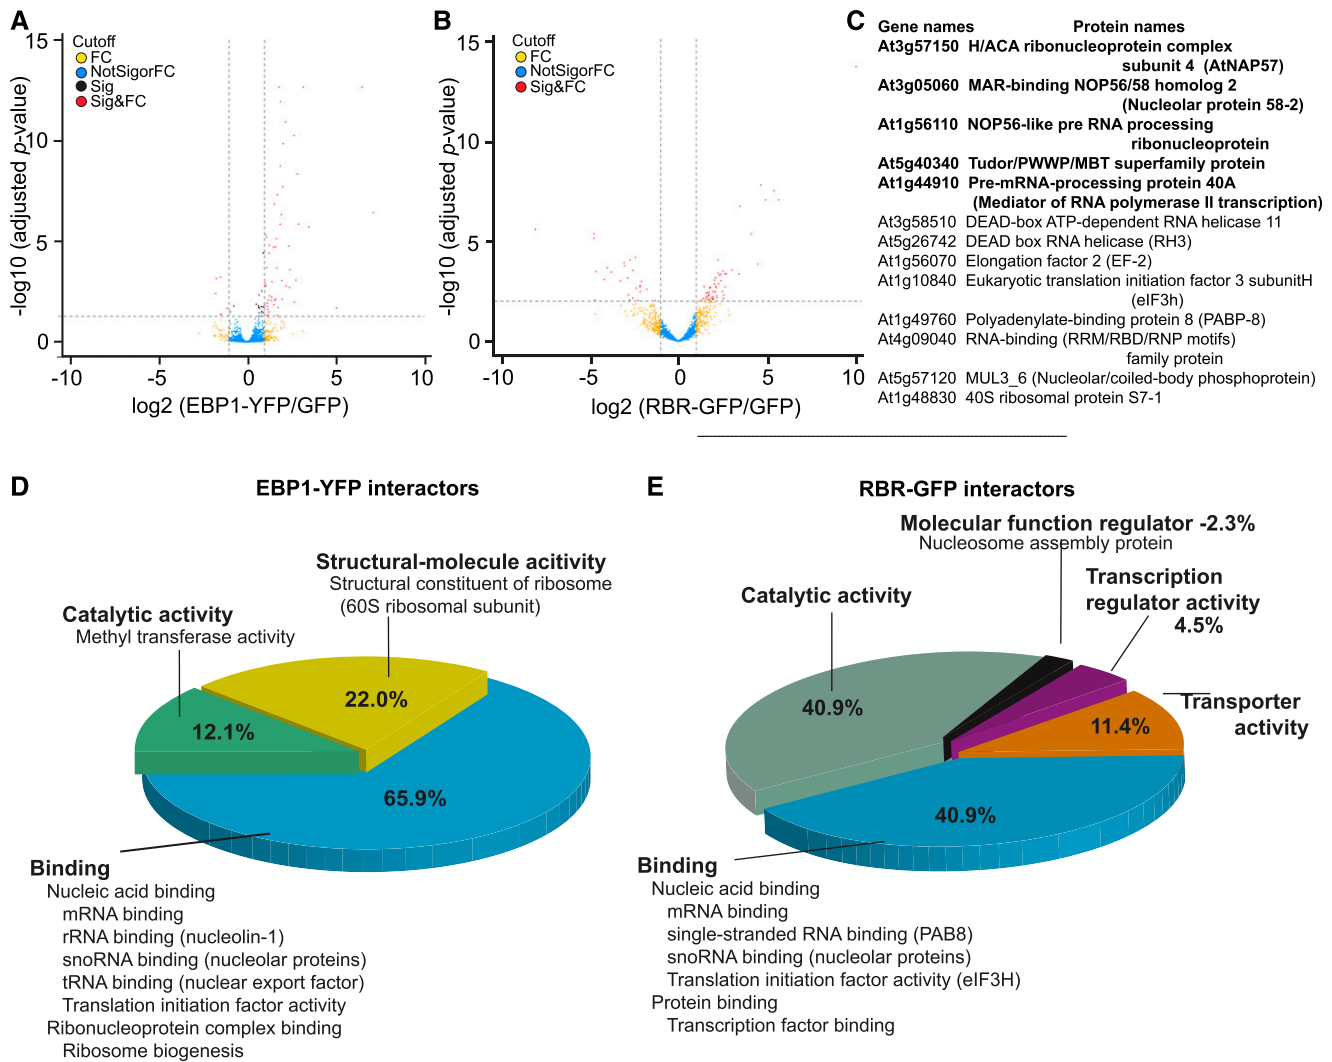 A
15
10
5
0
-log10 (adjusted p-value)
Cutoff
FC
NotSigorFC
Sig
Sig&FC
-10
-5
0
5
10
log2 (EBP1-YFP/GFP)
B
15
10
5
0
-log10 (adjusted p-value)
Cutoff
FC
NotSigorFC
Sig&FC
-10
-5
0
5
10
log2 (RBR-GFP/GFP)
C
Gene names Protein names
At3g57150 H/ACA ribonucleoprotein complex
subunit 4 (AtNAP57)
At3g05060 MAR-binding NOP56/58 homolog 2
(Nucleolar protein 58-2)
At1g56110 NOP56-like pre RNA processing
ribonucleoprotein
At5g40340 Tudor/PWWP/MBT superfamily protein
At1g44910 Pre-mRNA-processing protein 40A
(Mediator of RNA polymerase II transcription)
At3g58510 DEAD-box ATP-dependent RNA helicase 11
At5g26742 DEAD box RNA helicase (RH3)
At1g56070 Elongation factor 2 (EF-2)
At1g10840 Eukaryotic translation initiation factor 3 subunitH
(eIF3h)
At1g49760 Polyadenylate-binding protein 8 (PABP-8)
At4g09040 RNA-binding (RRM/RBD/RNP motifs)
family protein
At5g57120 MUL3_6 (Nucleolar/coiled-body phosphoprotein)
At1g48830 40S ribosomal protein S7-1
D
EBP1-YFP interactors
Structural-molecule acitivity
Structural constituent of ribosome
(60S ribosomal subunit)
Catalytic activity
Methyl transferase activity
22.0%
12.1%
65.9%
Binding
Nucleic acid binding
mRNA binding
rRNA binding (nucleolin-1)
snoRNA binding (nucleolar proteins)
tRNA binding (nuclear export factor)
Translation initiation factor activity
Ribonucleoprotein complex binding
Ribosome biogenesis
E
RBR-GFP interactors
Molecular function regulator -2.3%
Nucleosome assembly protein
Transcription
regulator activity
4.5%
Catalytic activity
Transporter
activity
40.9%
11.4%
40.9%
Binding
Nucleic acid binding
mRNA binding
single-stranded RNA binding (PAB8)
snoRNA binding (nucleolar proteins)
Translation initiation factor activity (eIF3H)
Protein binding
Transcription factor binding